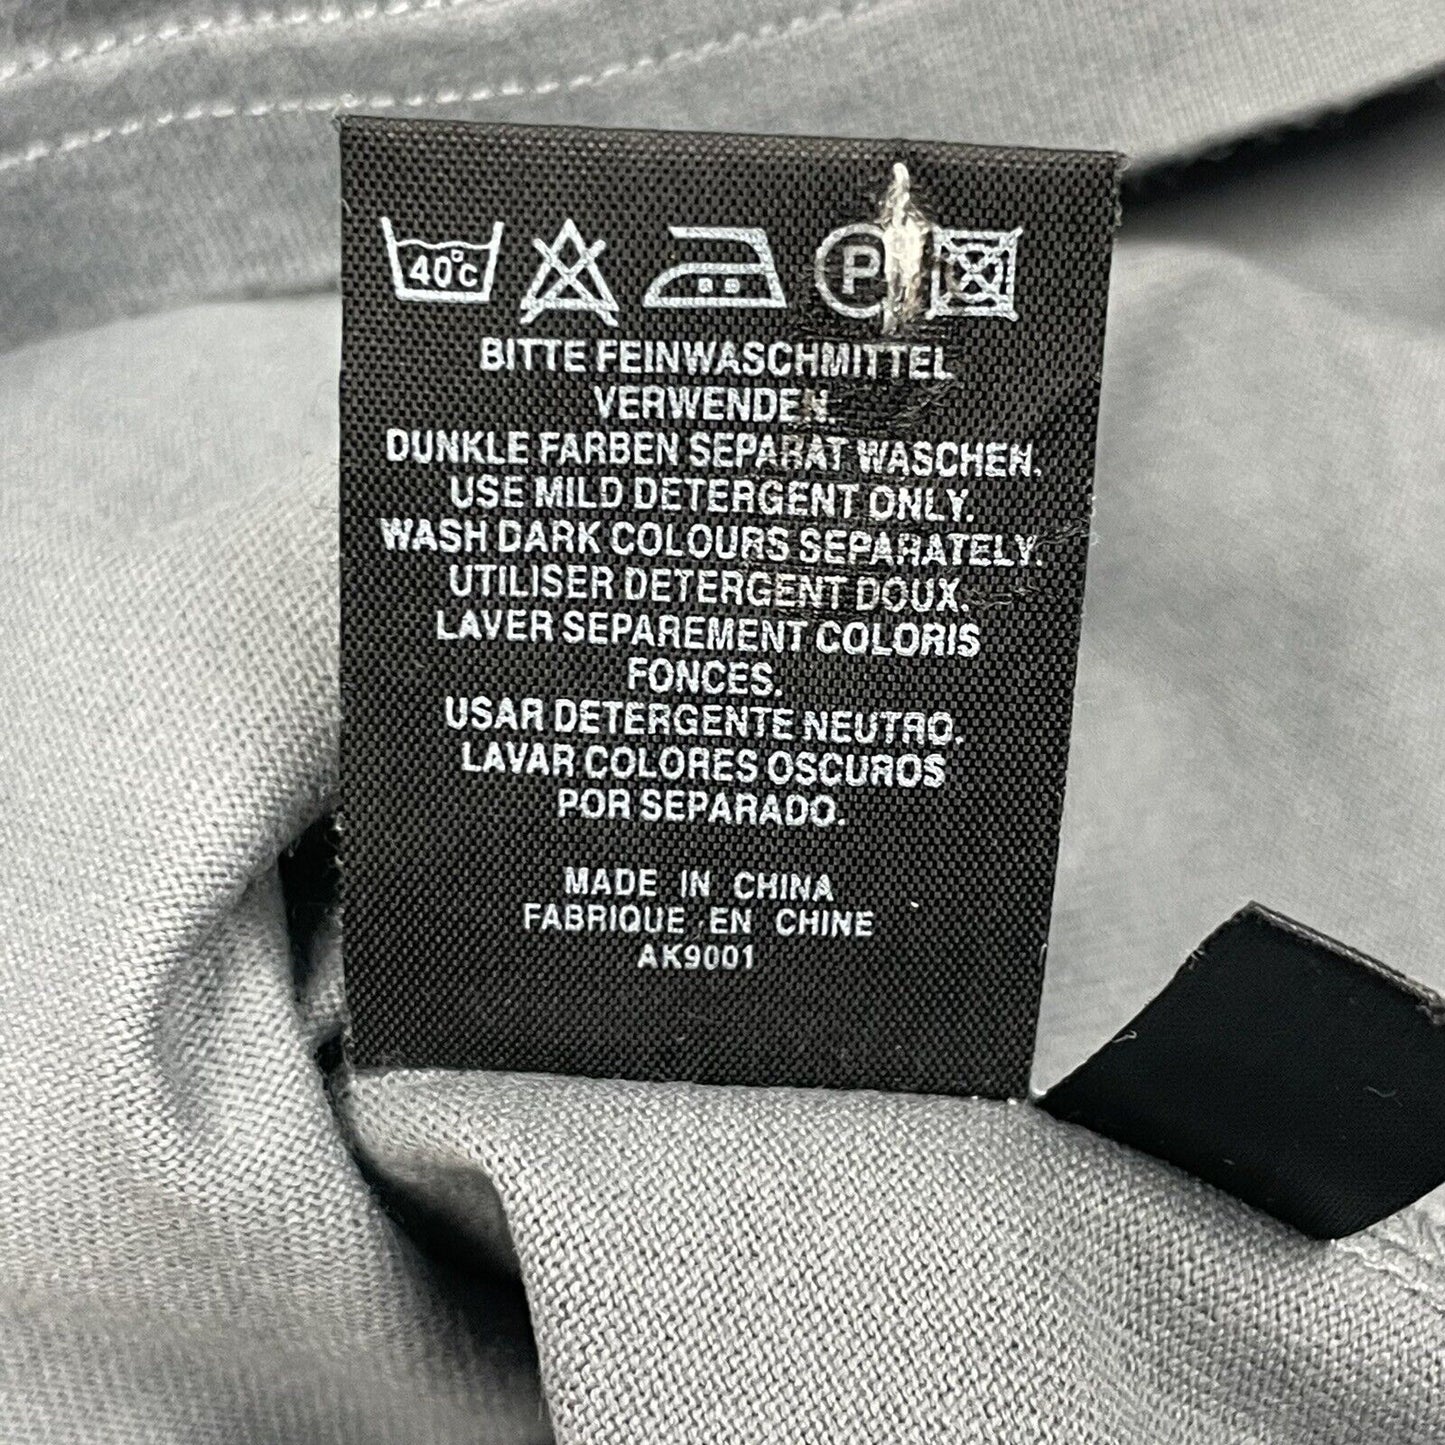 40°C
P
BITTE FEINWASCHMITTEL
VERWENDEN.
DUNKLE FARBEN SEPARAT WASCHEN.
USE MILD DETERGENT ONLY.
WASH DARK COLOURS SEPARATELY.
UTILISER DETERGENT DOUX.
LAVER SEPAREMENT COLORIS
FONCES.
USAR DETERGENTE NEUTRO.
LAVAR COLORES OSCUROS
POR SEPARADO.
MADE IN CHINA
FABRIQUE EN CHINE
AK9001